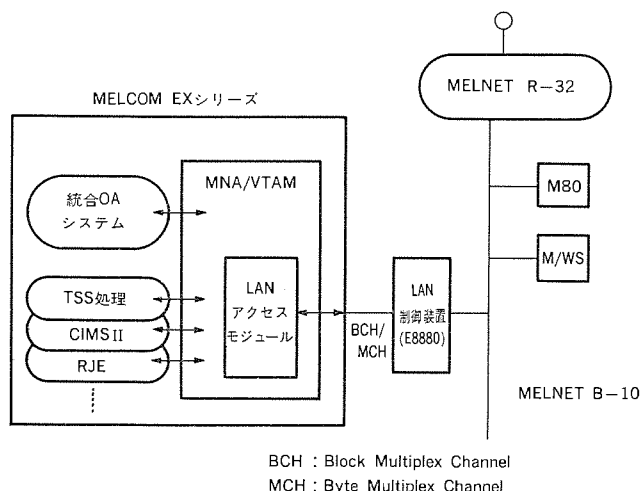 MELNET R-32
MELCOM EXシリーズ
MNA/VTAM
統合OA
システム
M80
M/WS
TSS処理
CIMSⅡ
RJE
LAN
アクセス
モジュール
BCH/
MCH
LAN
制御装置
(E8880)
MELNET B-10
BCH : Block Multiplex Channel
MCH : Byte Multiplex Channel